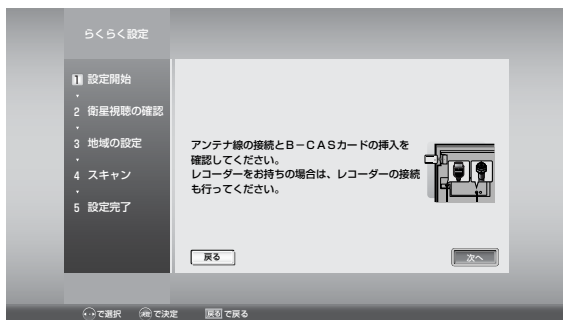 らくらく設定
1 設定開始
2 衛星視聴の確認
3 地域の設定
4 スキャン
5 設定完了
アンテナ線の接続とB－CASカードの挿入を
確認してください。
レコーダーをお持ちの場合は、レコーダーの接続
も行ってください。
戻る
次へ
で選択 決定 で決定 戻る で戻る